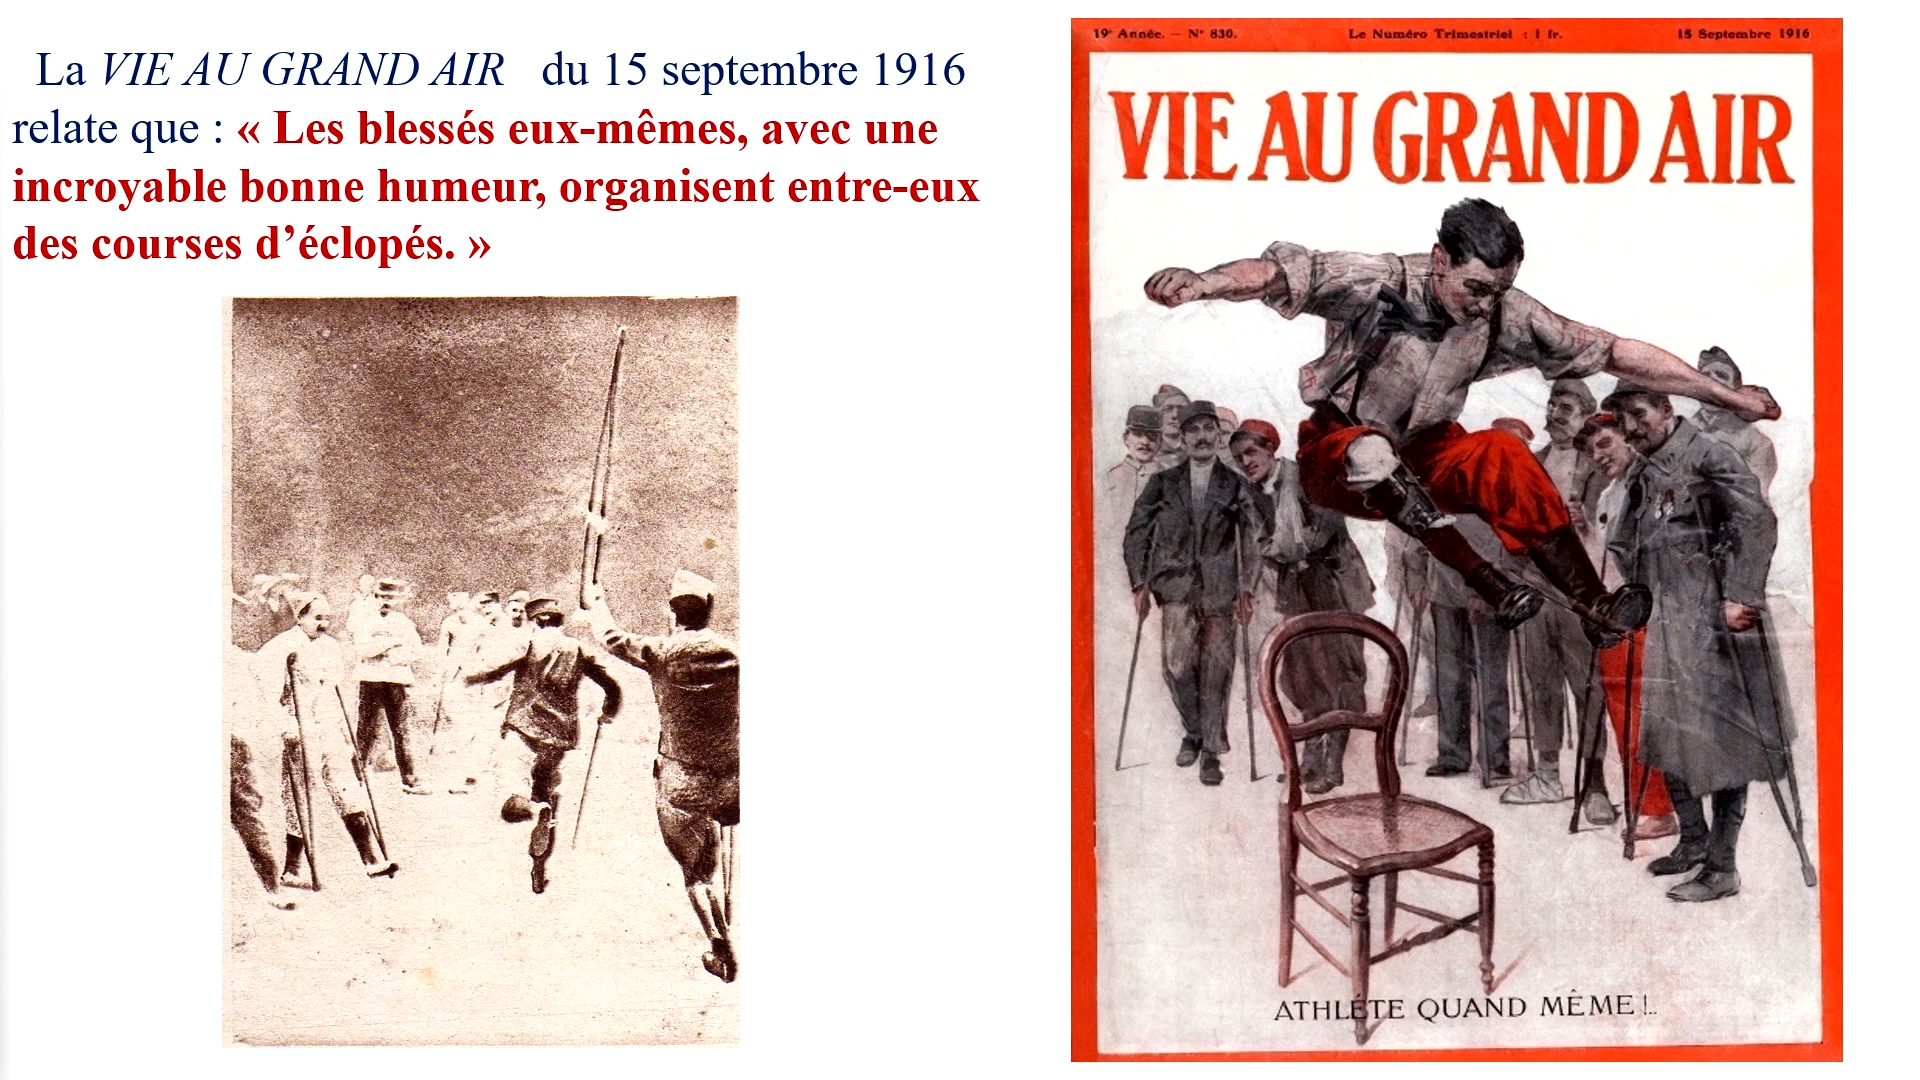 La VIE AU GRAND AIR du 15 septembre 1916
relate que : « Les blessés eux-mêmes, avec une
incroyable bonne humeur, organisent entre-eux
des courses d’éclopés. »
19e Année. — N° 830. Le Numéro Trimestriel : 1 fr. 15 Septembre 1916
VIE AU GRAND AIR
ATHLÉTE QUAND MÊME !..